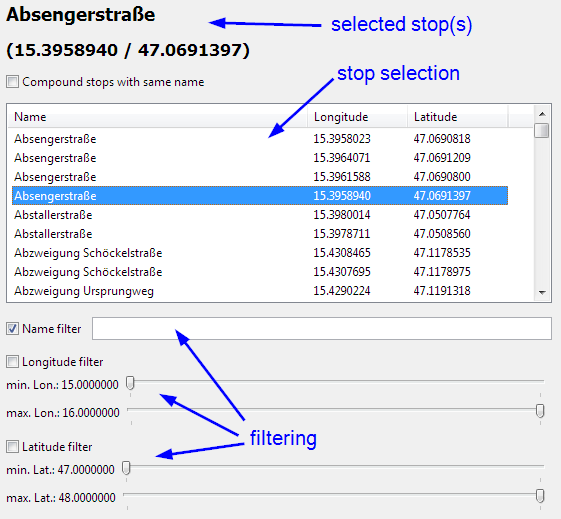 Absengerstraße
selected stop(s)
(15.3958940 / 47.0691397)
stop selection
Compound stops with same name
Name Longitude Latitude
Absengerstraße 15.3958023 47.0690818
Absengerstraße 15.3964071 47.0691209
Absengerstraße 15.3961588 47.0690800
Absengerstraße 15.3958940 47.0691397
Abstallerstraße 15.3980014 47.0507764
Abstallerstraße 15.3978711 47.0508560
Abzweigung Schöckelstraße 15.4308465 47.1178535
Abzweigung Schöckelstraße 15.4307695 47.1178975
Abzweigung Ursprungweg 15.4290224 47.1191318
Name filter
Longitude filter
min. Lon.: 15.0000000
max. Lon.: 16.0000000
filtering
Latitude filter
min. Lat.: 47.0000000
max. Lat.: 48.0000000